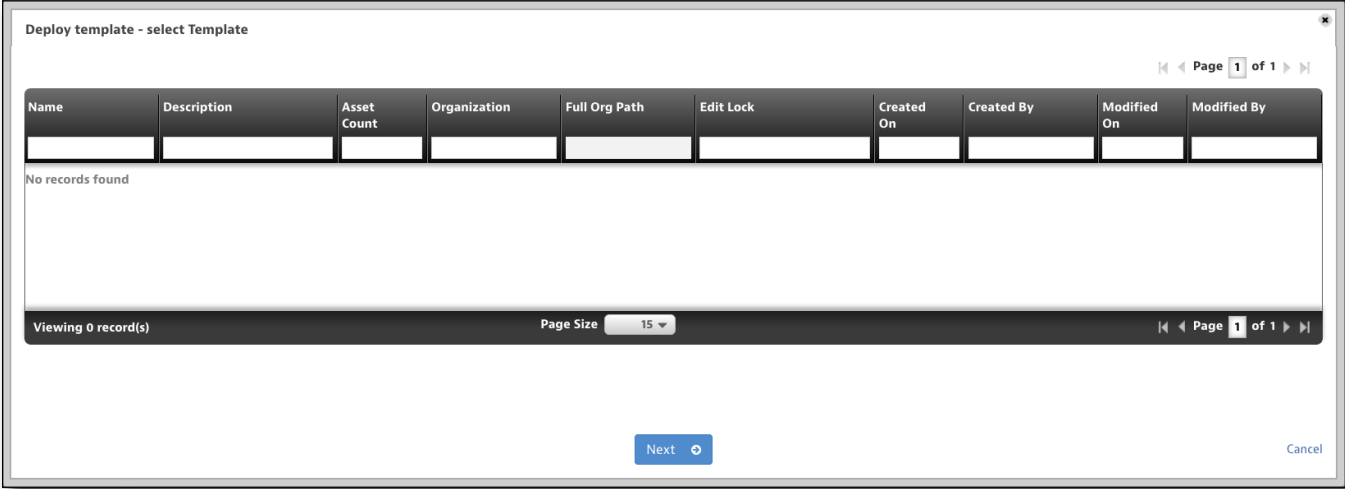 Deploy template - select Template
Page 1 of 1
Name Description Asset Count Organization Full Org Path Edit Lock Created On Created By Modified On Modified By
No records found
Viewing 0 record(s) Page Size 15 Page 1 of 1
Next
Cancel